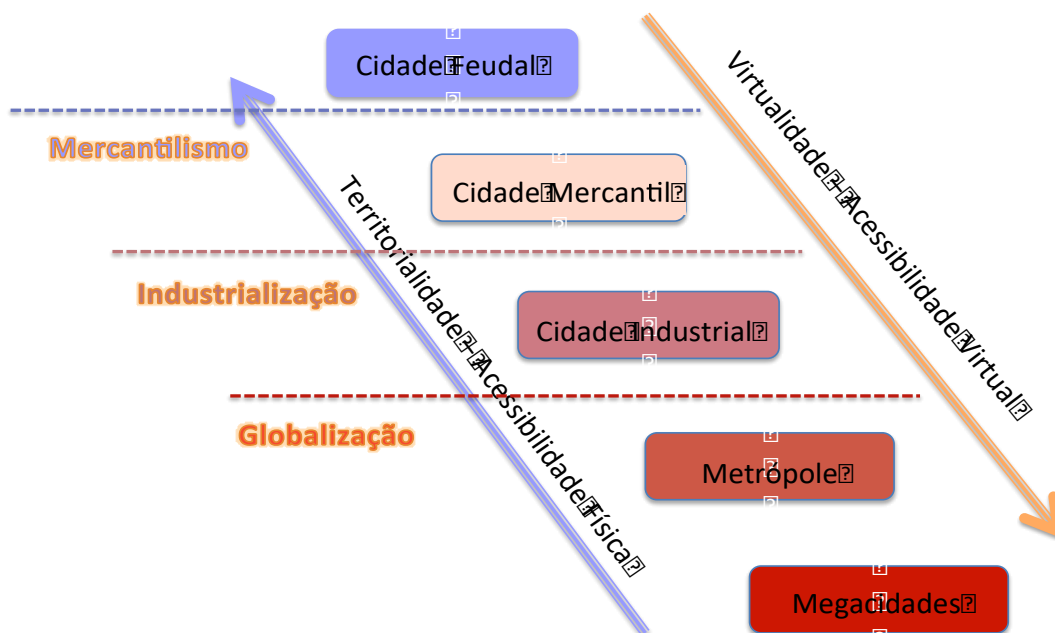 Cidade Feudal
Mercantilismo
Cidade Mercantil
Industrialização
Cidade Industrial
Globalização
Metrópole
Megacidades
Territorialidade - Acessibilidade Física
Virtualidade - Acessibilidade Virtual